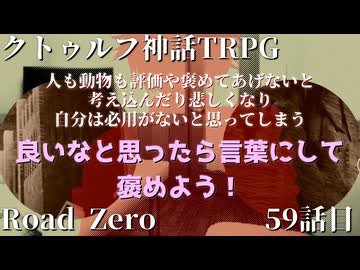 クトゥルフ神話TRPG
人も動物も評価や褒めてあげないと
考え込んだり悲しくなり
自分は必用がないと思ってしまう
良いなと思ったら言葉にして
褒めよう！
Road Zero
59話目